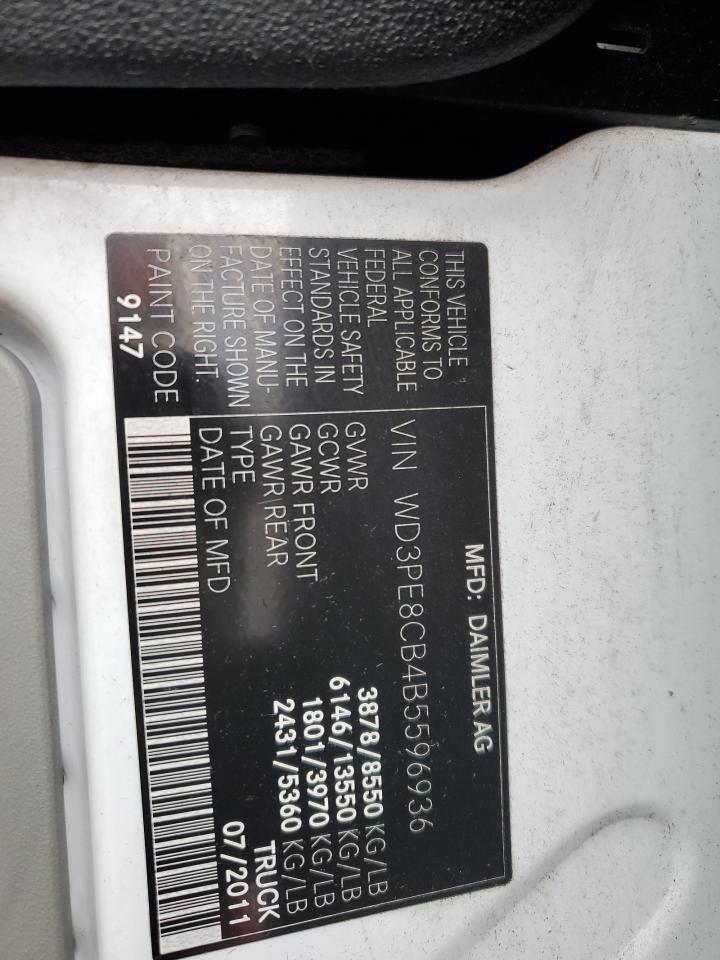 MFD: DAIMLER AG
THIS VEHICLE
CONFORMS TO
ALL APPLICABLE
FEDERAL
VEHICLE SAFETY
STANDARDS IN
EFFECT ON THE
DATE OF MANU-
FACTURE SHOWN
ON THE RIGHT.
PAINT CODE
9147
VIN WD3PE8CB4B5596936
GVWR 3878/8550 KG/LB
GCWR 6146/13550 KG/LB
GAWR FRONT 1801/3970 KG/LB
GAWR REAR 2431/5360 KG/LB
TYPE TRUCK
DATE OF MFD 07/2011